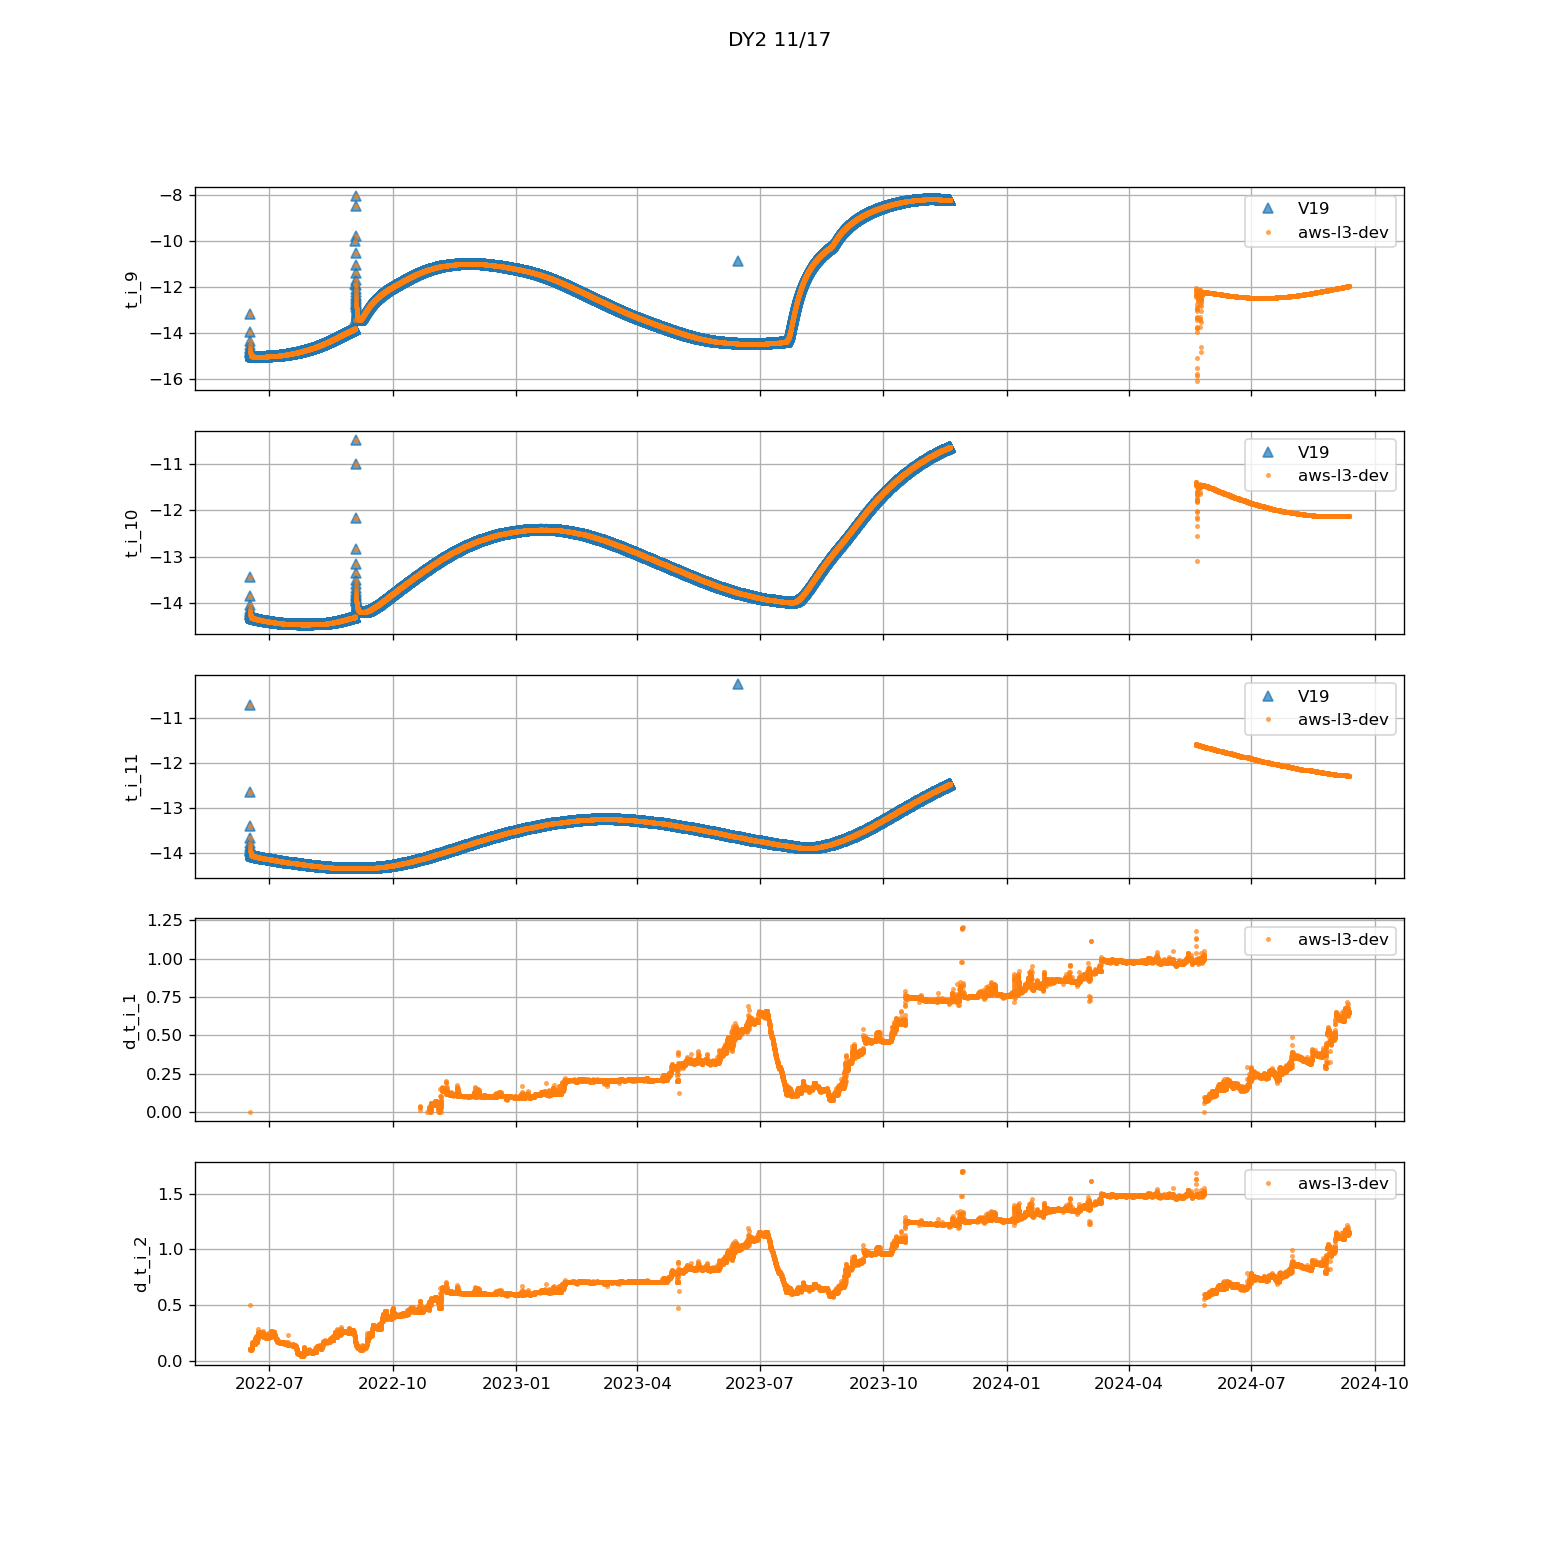 DY2 11/17
−8
−10
−12
−14
−16
t_i_9
V19
aws-l3-dev
−11
−12
−13
−14
t_i_10
V19
aws-l3-dev
−11
−12
−13
−14
t_i_11
V19
aws-l3-dev
1.25
1.00
0.75
0.50
0.25
0.00
d_t_i_1
aws-l3-dev
1.5
1.0
0.5
0.0
d_t_i_2
aws-l3-dev
2022-07 2022-10 2023-01 2023-04 2023-07 2023-10 2024-01 2024-04 2024-07 2024-10